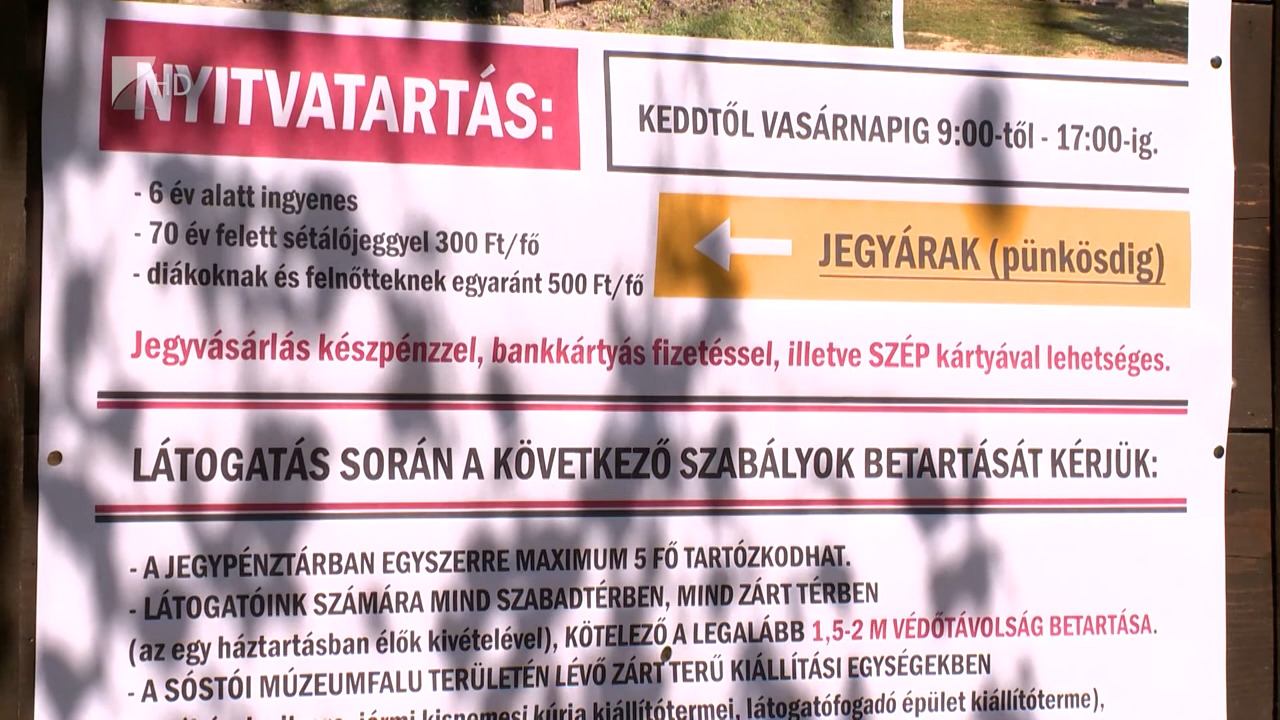 HD
NYITVATARTÁS:
KEDDTŐL VASÁRNAPIG 9:00-től - 17:00-ig.
- 6 év alatt ingyenes
- 70 év felett sétálójeggyel 300 Ft/fő
- diákoknak és felnőtteknek egyaránt 500 Ft/fő
JEGYÁRAK (pünkösdig)
Jegyvásárlás készpénzzel, bankkártyás fizetéssel, illetve SZÉP kártyával lehetséges.
LÁTOGATÁS SORÁN A KÖVETKEZŐ SZABÁLYOK BETARTÁSÁT KÉRJÜK:
- A JEGYPÉNZTÁRBAN EGYSZERRE MAXIMUM 5 FŐ TARTÓZKODHAT.
- LÁTOGATÓINK SZÁMÁRA MIND SZABADTÉRBEN, MIND ZÁRT TÉRBEN
(az egy háztartásban élők kivételével), KÖTELEZŐ A LEGALÁBB 1,5-2 M VÉDŐTÁVOLSÁG BETARTÁSA.
- A SÓSTÓI MÚZEUMFALU TERÜLETÉN LÉVŐ ZÁRT TERŰ KIÁLLÍTÁSI EGYSÉGEKBEN
kisnemesi kúria kiállítótermei, látogatófogadó épület kiállítóterme),